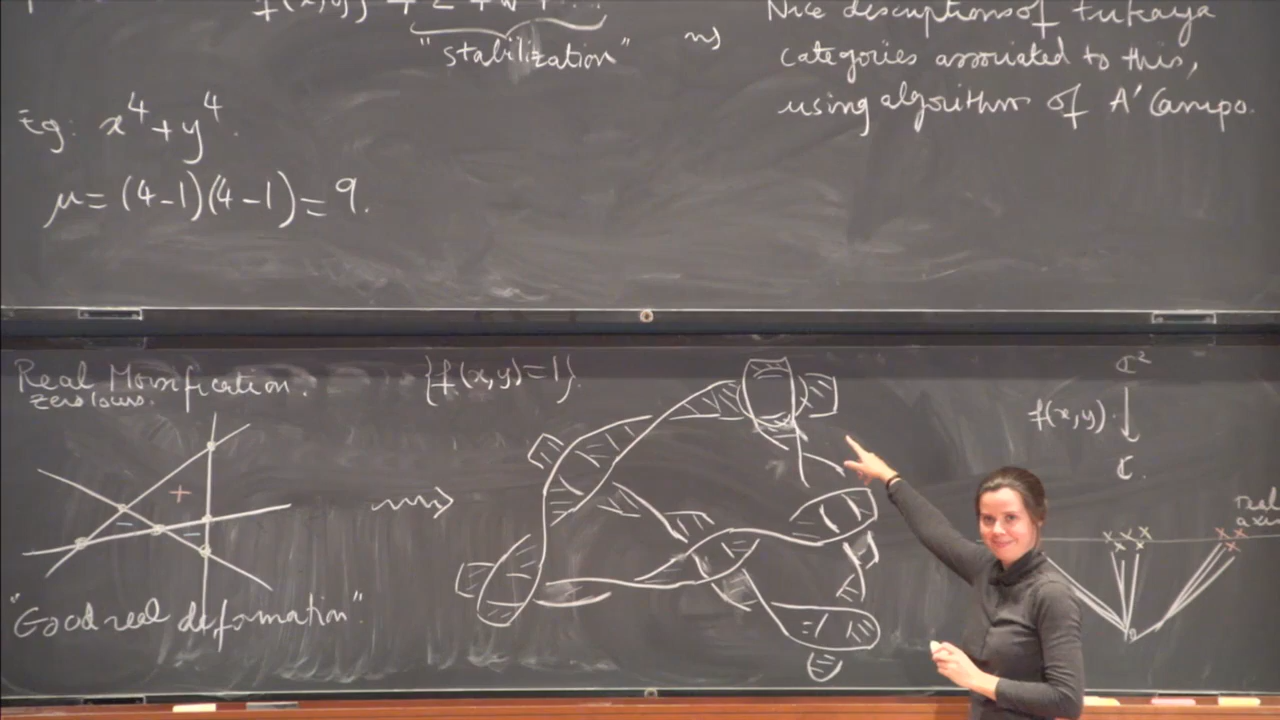 "stabilization"
Nice descriptions of Fukaya
categories associated to this,
using algorithm of A'Campo.
Eg: x⁴+y⁴.
μ=(4-1)(4-1)=9.
Real Morsification.
zero locus.
{f(x,y)=1}.
"Good real deformation"
+
−
−
ℂ²
f(x,y)
ℂ.
real
axis